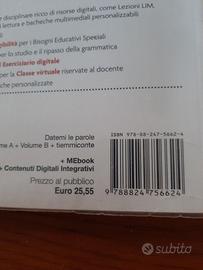 e disciplinare ricco di risorse digitali, come Lezioni LIM,
lettura e bacheche multimediali personalizzabili
bilità per i Bisogni Educativi Speciali
per lo studio e il ripasso della grammatica
Eserciziario digitale
per la Classe virtuale riservate al docente
che personalizzate
Datemi le parole
me A + Volume B + tiemmiconte
+ MEbook
+ Contenuti Digitali Integrativi
Prezzo al pubblico
Euro 25,55
ISBN 978-88-247-5662-4
9 788824 756624
subito